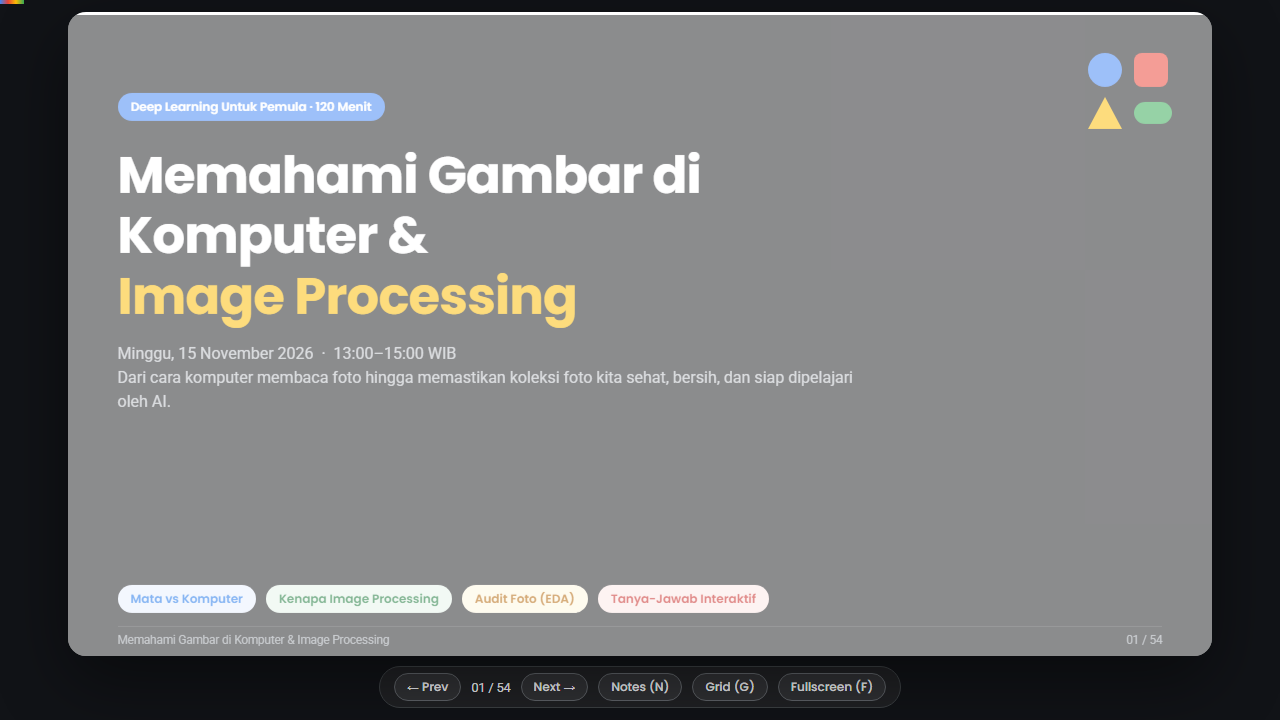 Deep Learning Untuk Pemula · 120 Menit
Memahami Gambar di
Komputer &
Image Processing
Minggu, 15 November 2026 · 13:00–15:00 WIB
Dari cara komputer membaca foto hingga memastikan koleksi foto kita sehat, bersih, dan siap dipelajari
oleh AI.
Mata vs Komputer
Kenapa Image Processing
Audit Foto (EDA)
Tanya-Jawab Interaktif
Memahami Gambar di Komputer & Image Processing
01 / 54
← Prev
01 / 54
Next →
Notes (N)
Grid (G)
Fullscreen (F)